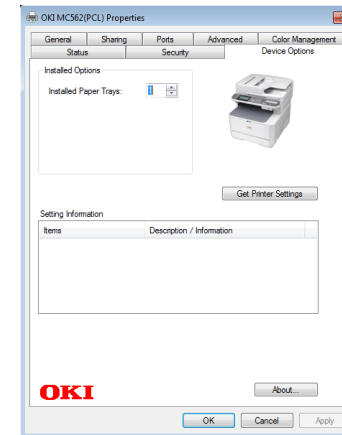 OKI MC562(PCL) Properties
General Sharing Ports Advanced Color Management
Status Security Device Options
Installed Options
Installed Paper Trays: 1
Get Printer Settings
Setting Information
Items Description / Information
OKI
About...
OK Cancel Apply